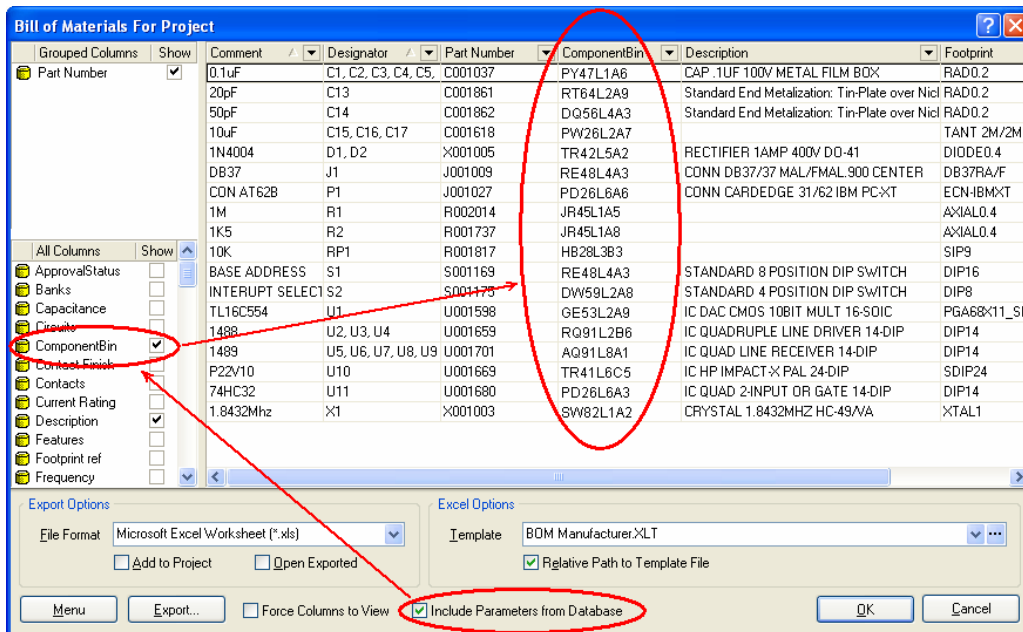 Bill of Materials For Project
Grouped Columns Show
Part Number
All Columns Show
ApprovalStatus
Banks
Capacitance
Circuits
ComponentBin
Contact Finish
Contacts
Current Rating
Description
Features
Footprint ref
Frequency
Comment Designator Part Number ComponentBin Description Footprint
0.1uF C1, C2, C3, C4, C5, C001037 PY47L1A6 CAP .1UF 100V METAL FILM BOX RAD0.2
20pF C13 C001861 RT64L2A9 Standard End Metalization: Tin-Plate over Nicl RAD0.2
50pF C14 C001862 DQ56L4A3 Standard End Metalization: Tin-Plate over Nicl RAD0.2
10uF C15, C16, C17 C001618 PW26L2A7 TANT 2M/2M
1N4004 D1, D2 X001005 TR42L5A2 RECTIFIER 1AMP 400V DO-41 DIODE0.4
DB37 J1 J001009 RE48L4A3 CONN DB37/37 MAL/FMAL.900 CENTER DB37RA/F
CON AT62B P1 J001027 PD26L6A6 CONN CARDEDGE 31/62 IBM PC-XT ECN-IBMXT
1M R1 R002014 JR45L1A5 AXIAL0.4
1K5 R2 R001737 JR45L1A8 AXIAL0.4
10K RP1 R001817 HB28L3B3 SIP9
BASE ADDRESS S1 S001169 RE48L4A3 STANDARD 8 POSITION DIP SWITCH DIP16
INTERUPT SELECT S2 S001175 DW59L2A8 STANDARD 4 POSITION DIP SWITCH DIP8
TL16C554 U1 U001598 GE53L2A9 IC DAC CMOS 10BIT MULT 16-SOIC PGA68X11_S
1488 U2, U3, U4 U001659 RQ91L2B6 IC QUADRUPLE LINE DRIVER 14-DIP DIP14
1489 U5, U6, U7, U8, U9 U001701 AQ91L8A1 IC QUAD LINE RECEIVER 14-DIP DIP14
P22V10 U10 U001669 TR41L6C5 IC HP IMPACT-X PAL 24-DIP SDIP24
74HC32 U11 U001680 PD26L6A3 IC QUAD 2-INPUT OR GATE 14-DIP DIP14
1.8432Mhz X1 X001003 SW82L1A2 CRYSTAL 1.8432MHZ HC-49/VA XTAL1
Export Options
File Format Microsoft Excel Worksheet (*.xls)
Add to Project Open Exported
Excel Options
Template BOM Manufacturer.XLT
Relative Path to Template File
Menu Export... Force Columns to View Include Parameters from Database OK Cancel